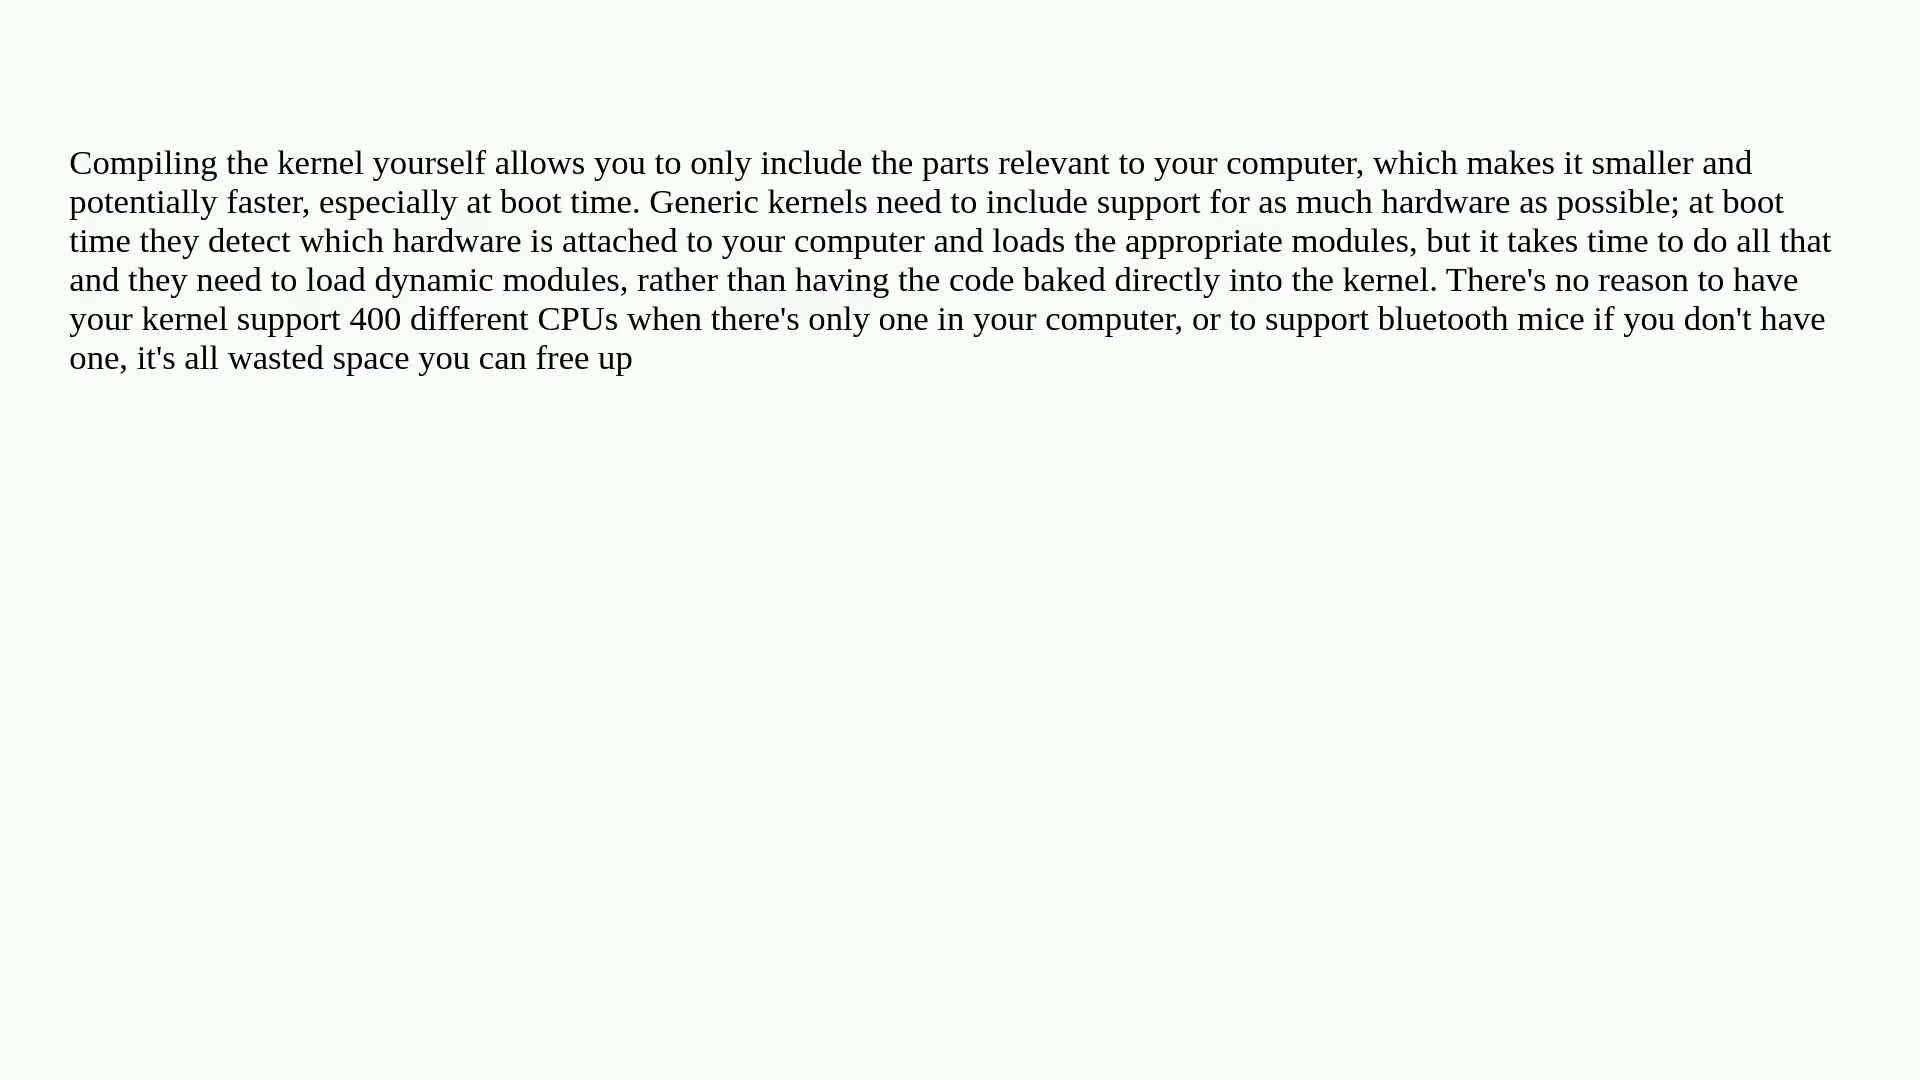 Compiling the kernel yourself allows you to only include the parts relevant to your computer, which makes it smaller and
potentially faster, especially at boot time. Generic kernels need to include support for as much hardware as possible; at boot
time they detect which hardware is attached to your computer and loads the appropriate modules, but it takes time to do all that
and they need to load dynamic modules, rather than having the code baked directly into the kernel. There's no reason to have
your kernel support 400 different CPUs when there's only one in your computer, or to support bluetooth mice if you don't have
one, it's all wasted space you can free up